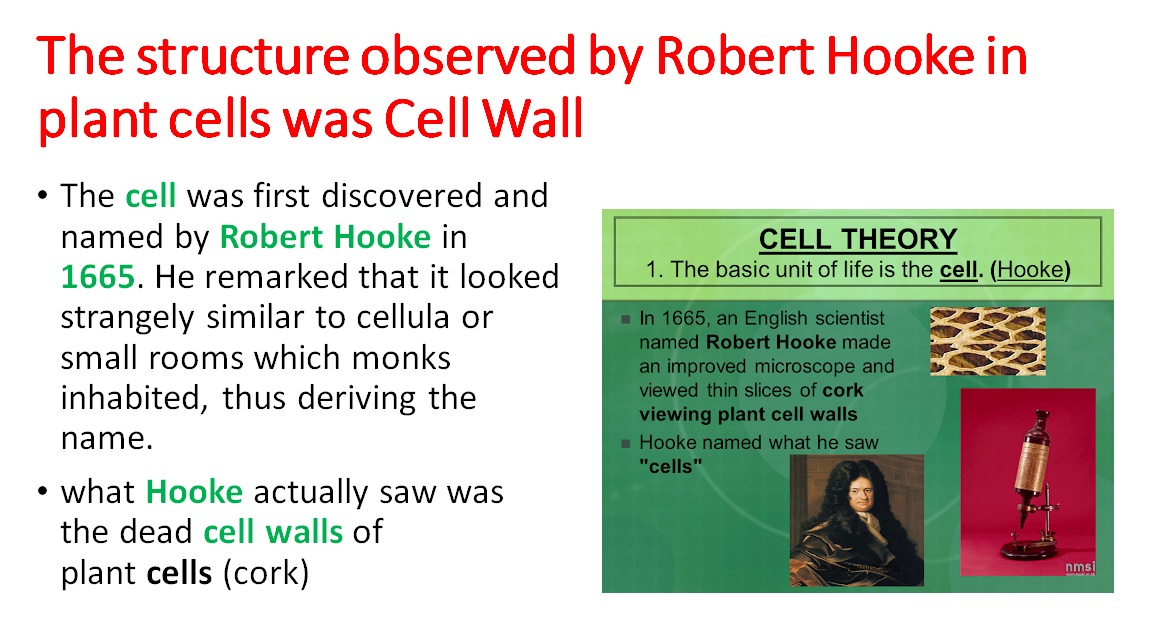 The structure observed by Robert Hooke in
plant cells was Cell Wall
• The cell was first discovered and
named by Robert Hooke in
1665. He remarked that it looked
strangely similar to cellula or
small rooms which monks
inhabited, thus deriving the
name.
• what Hooke actually saw was
the dead cell walls of
plant cells (cork)
CELL THEORY
1. The basic unit of life is the cell. (Hooke)
In 1665, an English scientist
named Robert Hooke made
an improved microscope and
viewed thin slices of cork
viewing plant cell walls
Hooke named what he saw
"cells"
nmsi